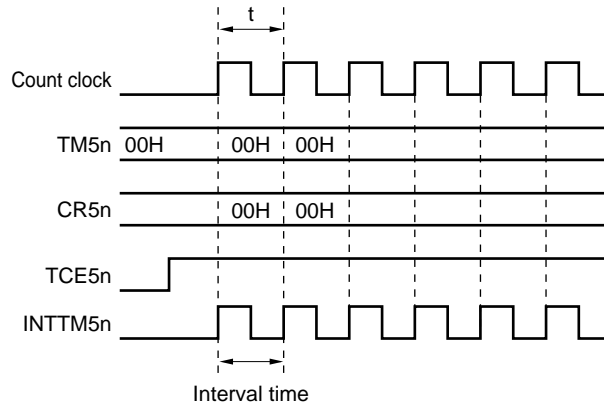 t
Count clock
TM5n 00H 00H 00H
CR5n 00H 00H
TCE5n
INTTM5n
Interval time